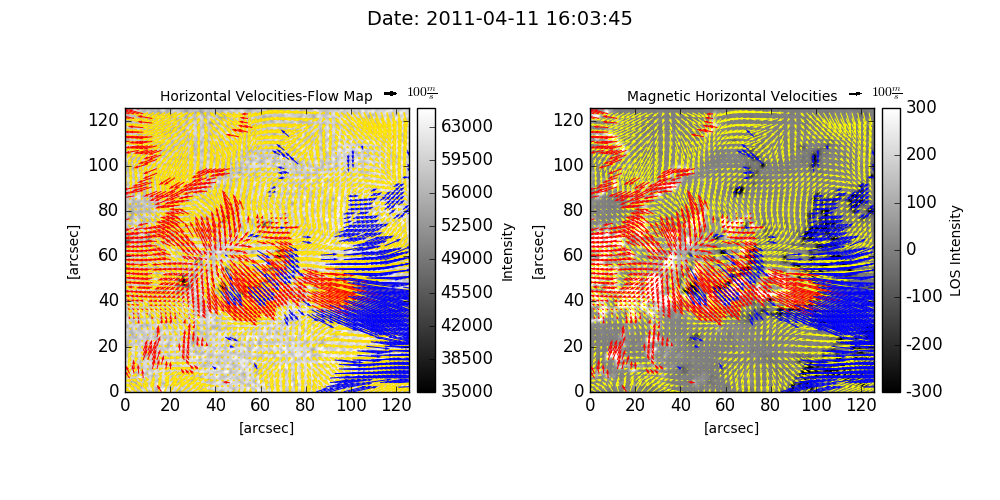 Date: 2011-04-11 16:03:45
Horizontal Velocities-Flow Map
100 m/s
Magnetic Horizontal Velocities
100 m/s
120
100
80
60
40
20
0
0 20 40 60 80 100 120
[arcsec]
[arcsec]
63000
59500
56000
52500
49000
45500
42000
38500
35000
Intensity
120
100
80
60
40
20
0
0 20 40 60 80 100 120
[arcsec]
[arcsec]
300
200
100
0
-100
-200
-300
LOS Intensity